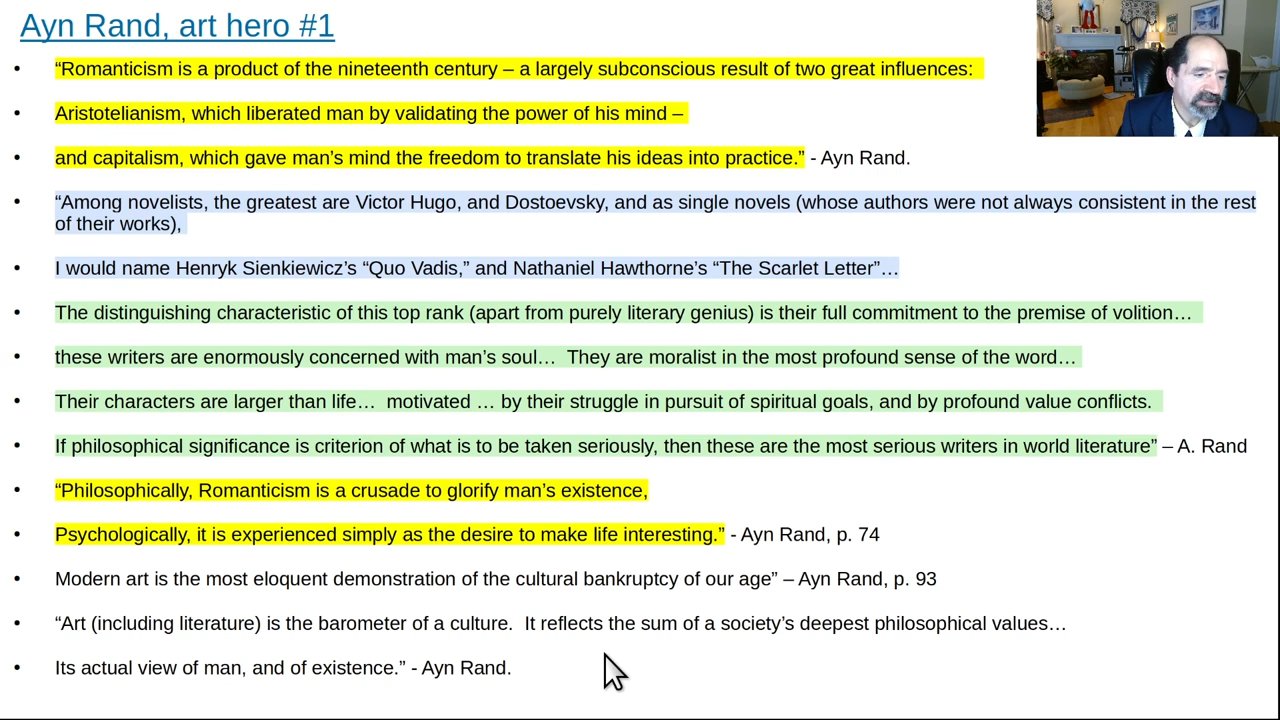 Ayn Rand, art hero #1
• “Romanticism is a product of the nineteenth century – a largely subconscious result of two great influences:
• Aristotelianism, which liberated man by validating the power of his mind –
• and capitalism, which gave man’s mind the freedom to translate his ideas into practice.” - Ayn Rand.
• “Among novelists, the greatest are Victor Hugo, and Dostoevsky, and as single novels (whose authors were not always consistent in the rest
of their works),
• I would name Henryk Sienkiewicz’s “Quo Vadis,” and Nathaniel Hawthorne’s “The Scarlet Letter”…
• The distinguishing characteristic of this top rank (apart from purely literary genius) is their full commitment to the premise of volition…
• these writers are enormously concerned with man’s soul… They are moralist in the most profound sense of the word…
• Their characters are larger than life… motivated … by their struggle in pursuit of spiritual goals, and by profound value conflicts.
• If philosophical significance is criterion of what is to be taken seriously, then these are the most serious writers in world literature” – A. Rand
• “Philosophically, Romanticism is a crusade to glorify man’s existence,
• Psychologically, it is experienced simply as the desire to make life interesting.” - Ayn Rand, p. 74
• Modern art is the most eloquent demonstration of the cultural bankruptcy of our age” – Ayn Rand, p. 93
• “Art (including literature) is the barometer of a culture. It reflects the sum of a society’s deepest philosophical values…
• Its actual view of man, and of existence.” - Ayn Rand.